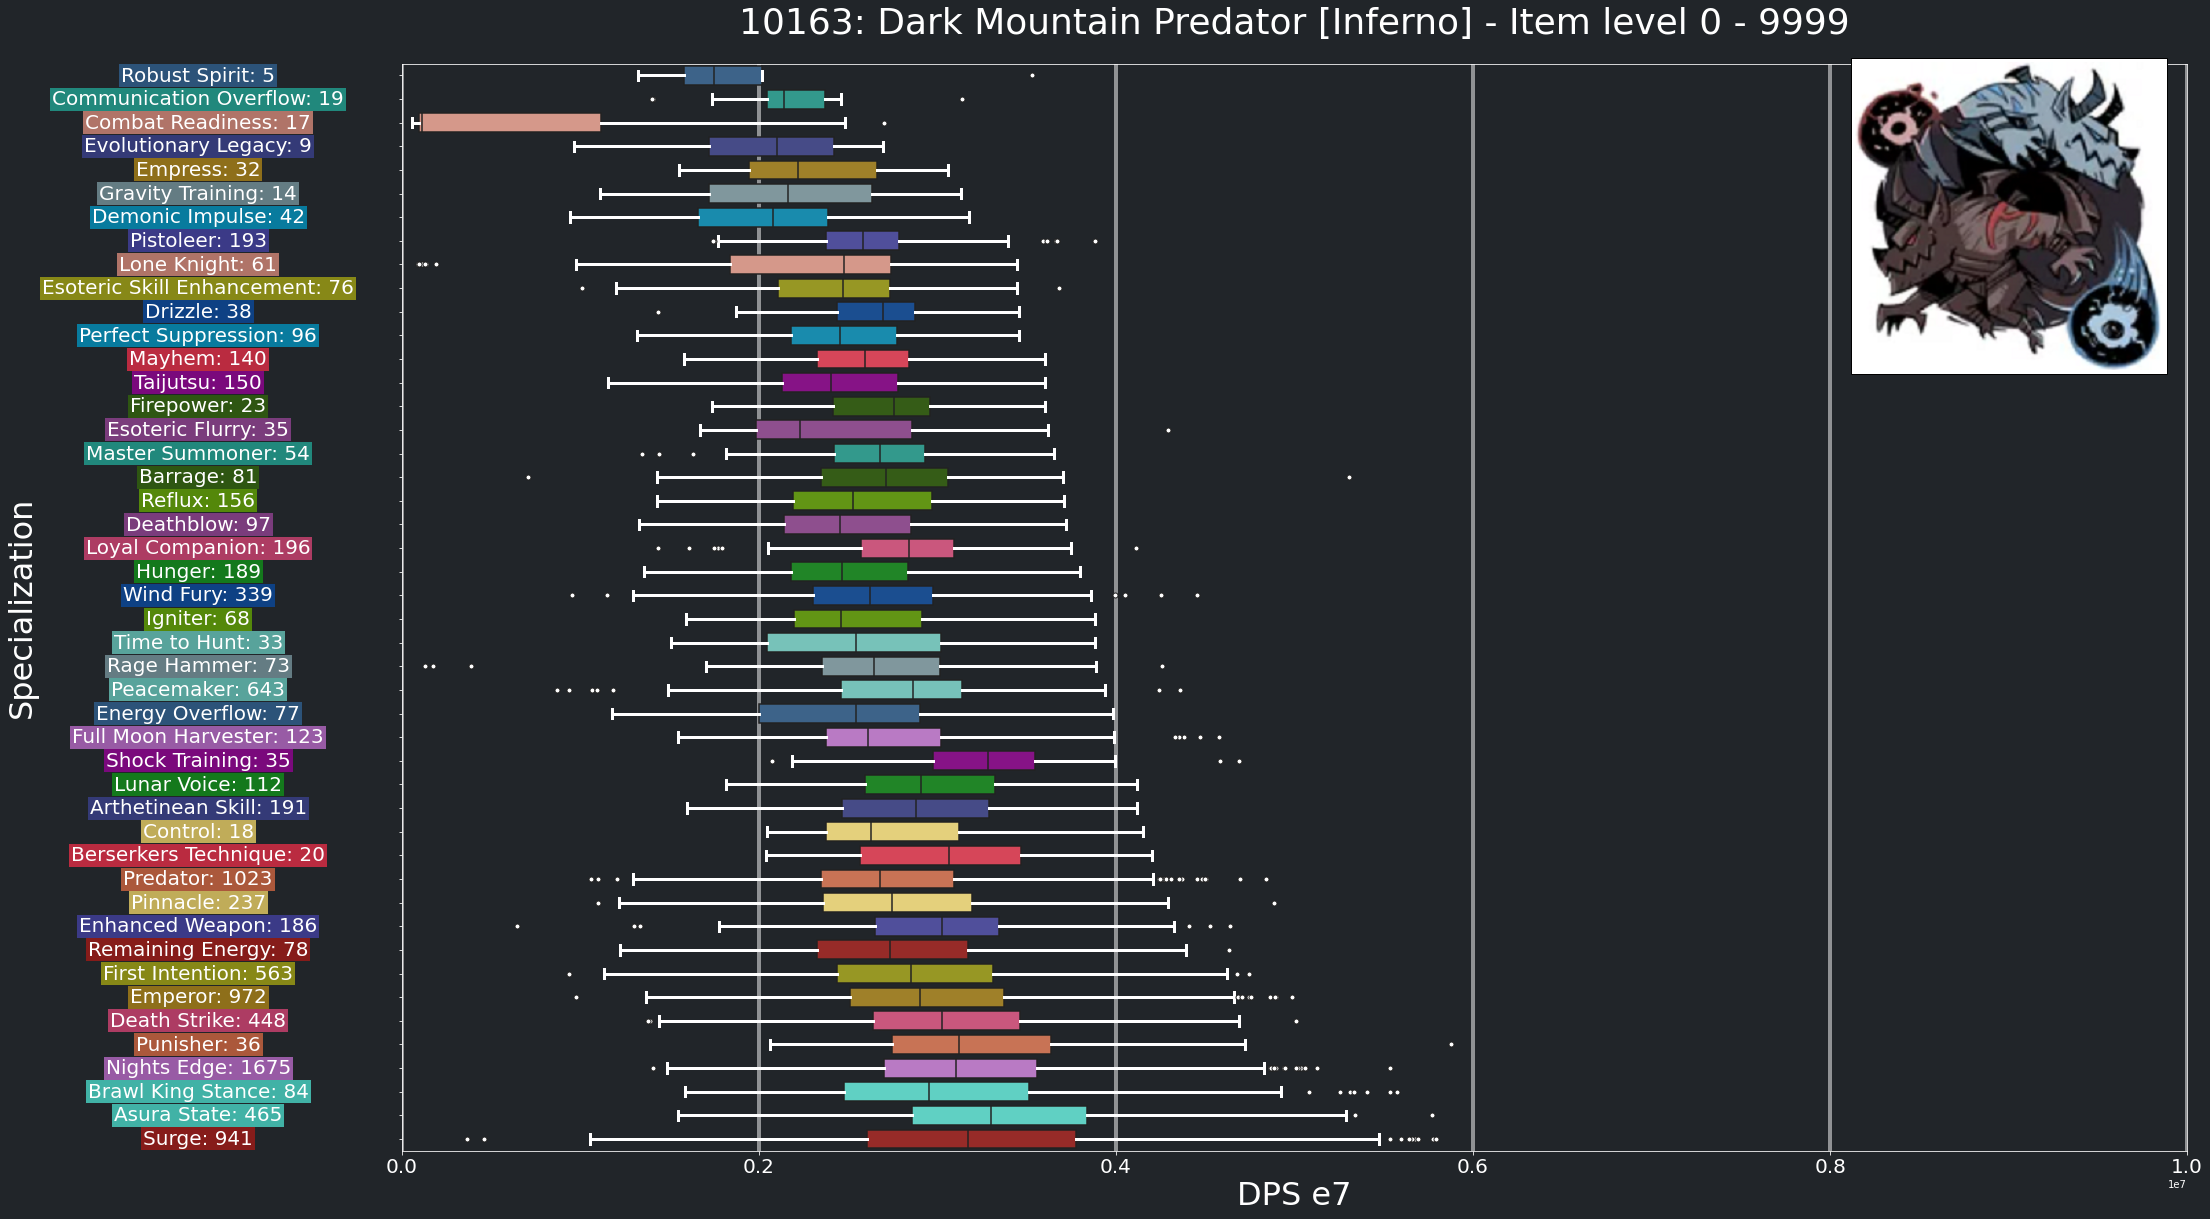 10163: Dark Mountain Predator [Inferno] - Item level 0 - 9999
Robust Spirit: 5
Communication Overflow: 19
Combat Readiness: 17
Evolutionary Legacy: 9
Empress: 32
Gravity Training: 14
Demonic Impulse: 42
Pistoleer: 193
Lone Knight: 61
Esoteric Skill Enhancement: 76
Drizzle: 38
Perfect Suppression: 96
Mayhem: 140
Taijutsu: 150
Firepower: 23
Esoteric Flurry: 35
Master Summoner: 54
Barrage: 81
Reflux: 156
Deathblow: 97
Loyal Companion: 196
Hunger: 189
Wind Fury: 339
Igniter: 68
Time to Hunt: 33
Rage Hammer: 73
Peacemaker: 643
Energy Overflow: 77
Full Moon Harvester: 123
Shock Training: 35
Lunar Voice: 112
Arthetinean Skill: 191
Control: 18
Berserkers Technique: 20
Predator: 1023
Pinnacle: 237
Enhanced Weapon: 186
Remaining Energy: 78
First Intention: 563
Emperor: 972
Death Strike: 448
Punisher: 36
Nights Edge: 1675
Brawl King Stance: 84
Asura State: 465
Surge: 941
Specialization
0.0 0.2 0.4 0.6 0.8 1.0
1e7
DPS e7